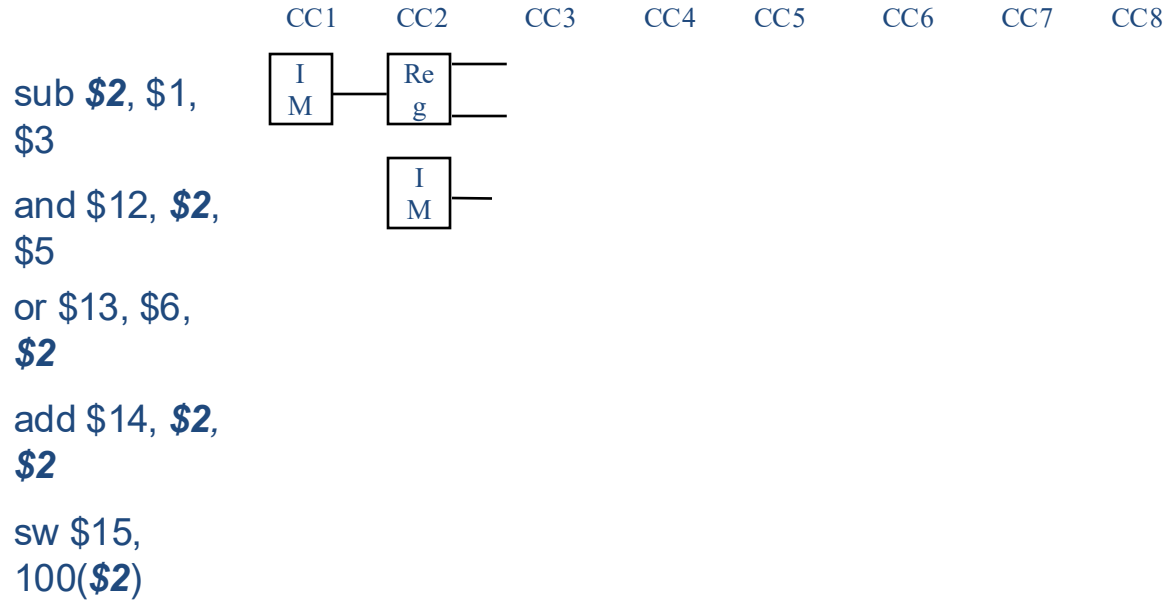 CC1 CC2 CC3 CC4 CC5 CC6 CC7 CC8
I
M
Re
g
sub $2, $1,
$3
I
M
and $12, $2,
$5
or $13, $6,
$2
add $14, $2,
$2
sw $15,
100($2)